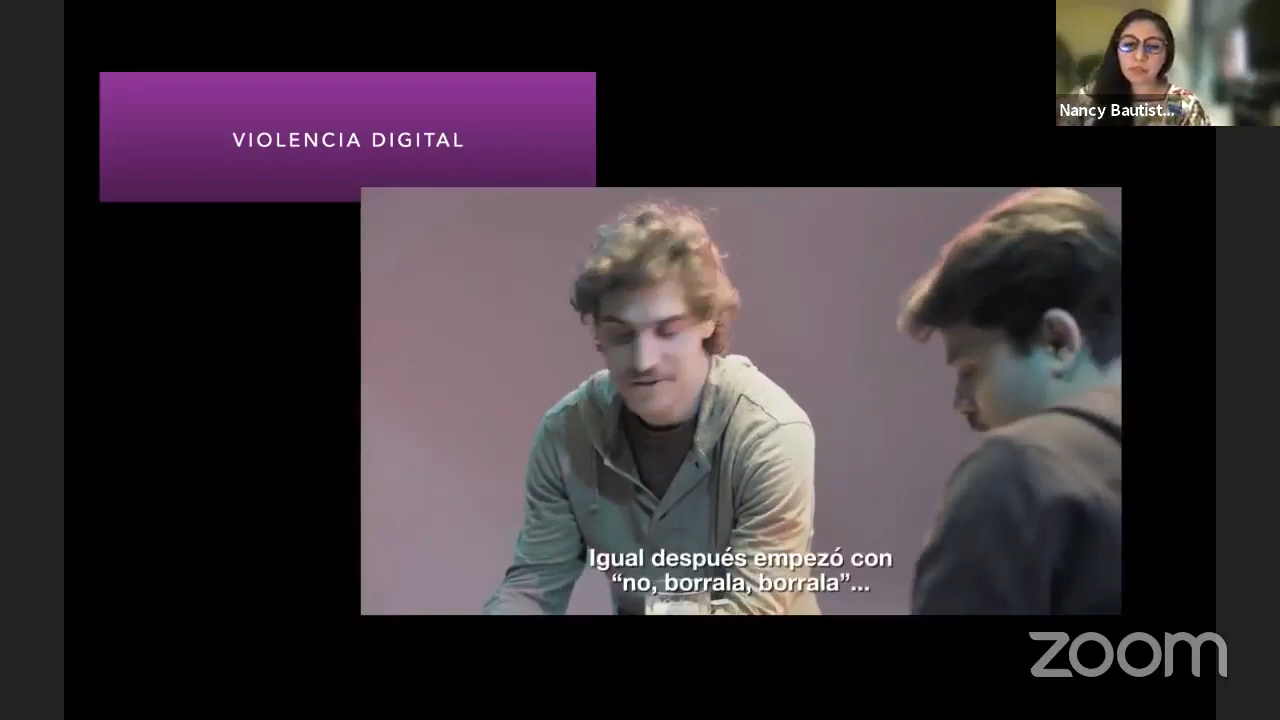 VIOLENCIA DIGITAL
Nancy Bautist...
Igual después empezó con
“no, borrala, borrala”...
zoom